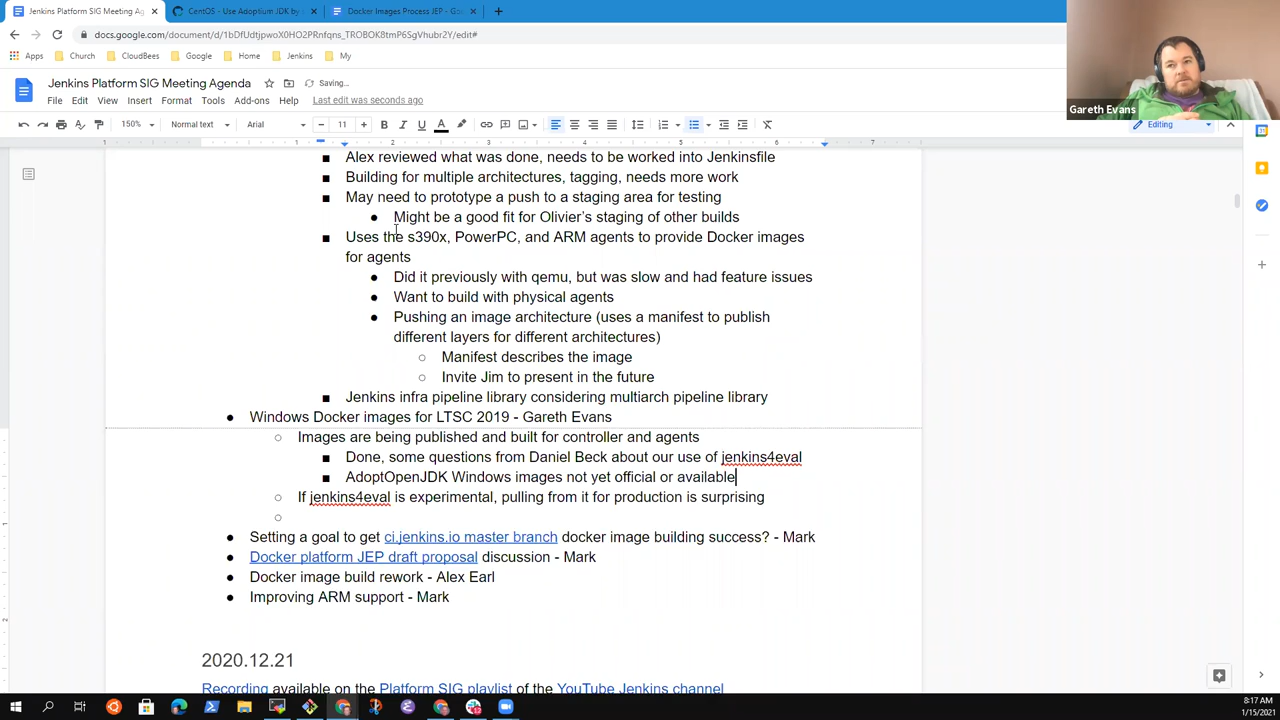 Jenkins Platform SIG Meeting Ag
CentOS - Use Adoptium JDK by
Docker Images Process JEP - Go
docs.google.com/document/d/1bDfUdtjpwoX0HO2PRnfqns_TROBOK8tmP6SgVhubr2Y/edit#
Apps
Church
CloudBees
Google
Home
Jenkins
My
Jenkins Platform SIG Meeting Agenda
Saving...
File Edit View Insert Format Tools Add-ons Help
Last edit was seconds ago
150%
Normal text
Arial
11
Editing
Gareth Evans
1 1 2 3 4 5 6 7
Alex reviewed what was done, needs to be worked into Jenkinsfile
Building for multiple architectures, tagging, needs more work
May need to prototype a push to a staging area for testing
Might be a good fit for Olivier's staging of other builds
Uses the s390x, PowerPC, and ARM agents to provide Docker images
for agents
Did it previously with qemu, but was slow and had feature issues
Want to build with physical agents
Pushing an image architecture (uses a manifest to publish
different layers for different architectures)
Manifest describes the image
Invite Jim to present in the future
Jenkins infra pipeline library considering multiarch pipeline library
Windows Docker images for LTSC 2019 - Gareth Evans
Images are being published and built for controller and agents
Done, some questions from Daniel Beck about our use of jenkins4eval
AdoptOpenJDK Windows images not yet official or available
If jenkins4eval is experimental, pulling from it for production is surprising
Setting a goal to get ci.jenkins.io master branch docker image building success? - Mark
Docker platform JEP draft proposal discussion - Mark
Docker image build rework - Alex Earl
Improving ARM support - Mark
2020.12.21
Recording available on the Platform SIG playlist of the YouTube Jenkins channel
8:17 AM
1/15/2021